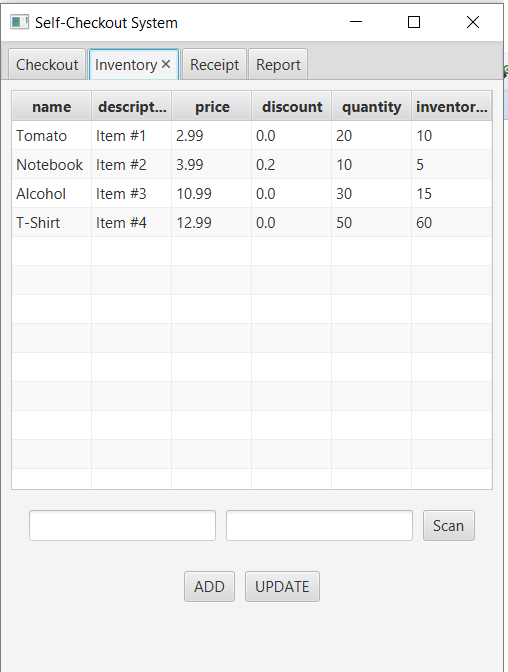 Self-Checkout System
Checkout Inventory Receipt Report
name descript... price discount quantity inventor...
Tomato Item #1 2.99 0.0 20 10
Notebook Item #2 3.99 0.2 10 5
Alcohol Item #3 10.99 0.0 30 15
T-Shirt Item #4 12.99 0.0 50 60
Scan
ADD UPDATE